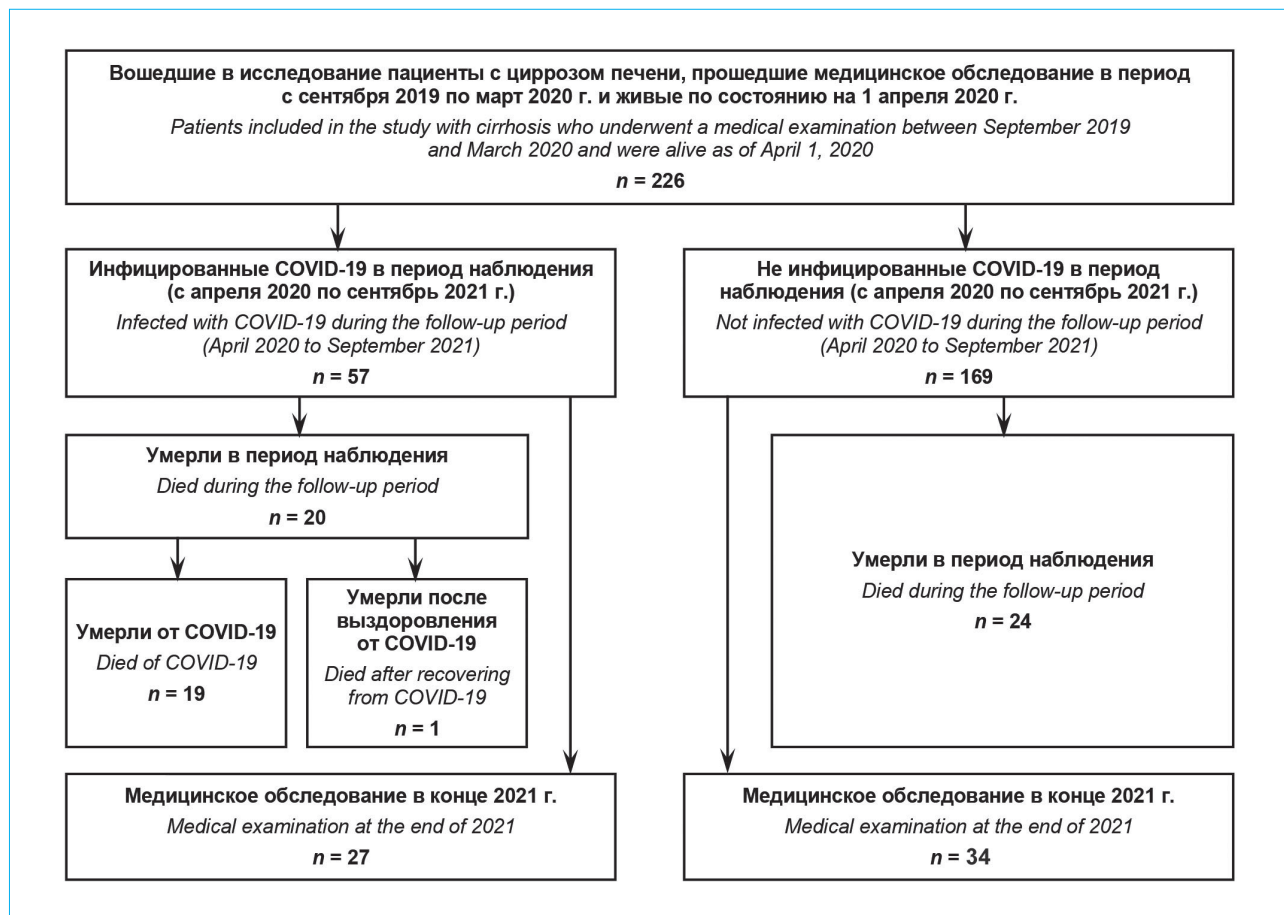 Вошедшие в исследование пациенты с циррозом печени, прошедшие медицинское обследование в период
с сентября 2019 по март 2020 г. и живые по состоянию на 1 апреля 2020 г.
Patients included in the study with cirrhosis who underwent a medical examination between September 2019
and March 2020 and were alive as of April 1, 2020
n = 226
Инфицированные COVID-19 в период наблюдения
(с апреля 2020 по сентябрь 2021 г.)
Infected with COVID-19 during the follow-up period
(April 2020 to September 2021)
n = 57
Не инфицированные COVID-19 в период
наблюдения (с апреля 2020 по сентябрь 2021 г.)
Not infected with COVID-19 during the follow-up period
(April 2020 to September 2021)
n = 169
Умерли в период наблюдения
Died during the follow-up period
n = 20
Умерли от COVID-19
Died of COVID-19
n = 19
Умерли после
выздоровления
от COVID-19
Died after recovering
from COVID-19
n = 1
Умерли в период наблюдения
Died during the follow-up period
n = 24
Медицинское обследование в конце 2021 г.
Medical examination at the end of 2021
n = 27
Медицинское обследование в конце 2021 г.
Medical examination at the end of 2021
n = 34